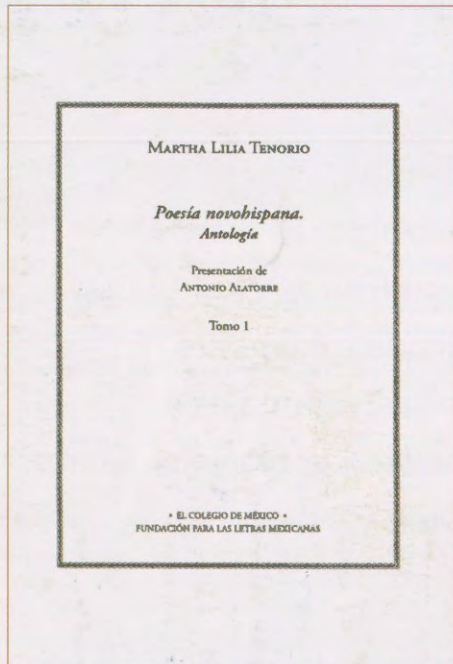 MARTHA LILIA TENORIO
Poesía novohispana.
Antología
Presentación de
ANTONIO ALATORRE
Tomo 1
• EL COLEGIO DE MÉXICO •
FUNDACIÓN PARA LAS LETRAS MEXICANAS